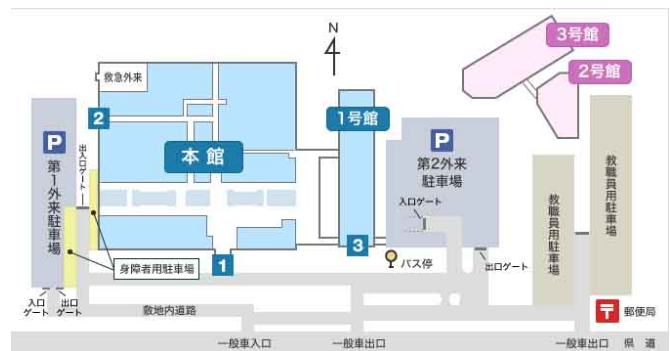 N
3号館
2号館
救急外来
2
1号館
本館
P
第1外来駐車場
出入口ゲート
P
第2外来
駐車場
入口ゲート
教職員用駐車場
教職員用駐車場
3
バス停
出口ゲート
1
身障者用駐車場
入口
ゲート
出口
ゲート
敷地内道路
〒
郵便局
一般車入口
一般車出口
一般車出口
県道